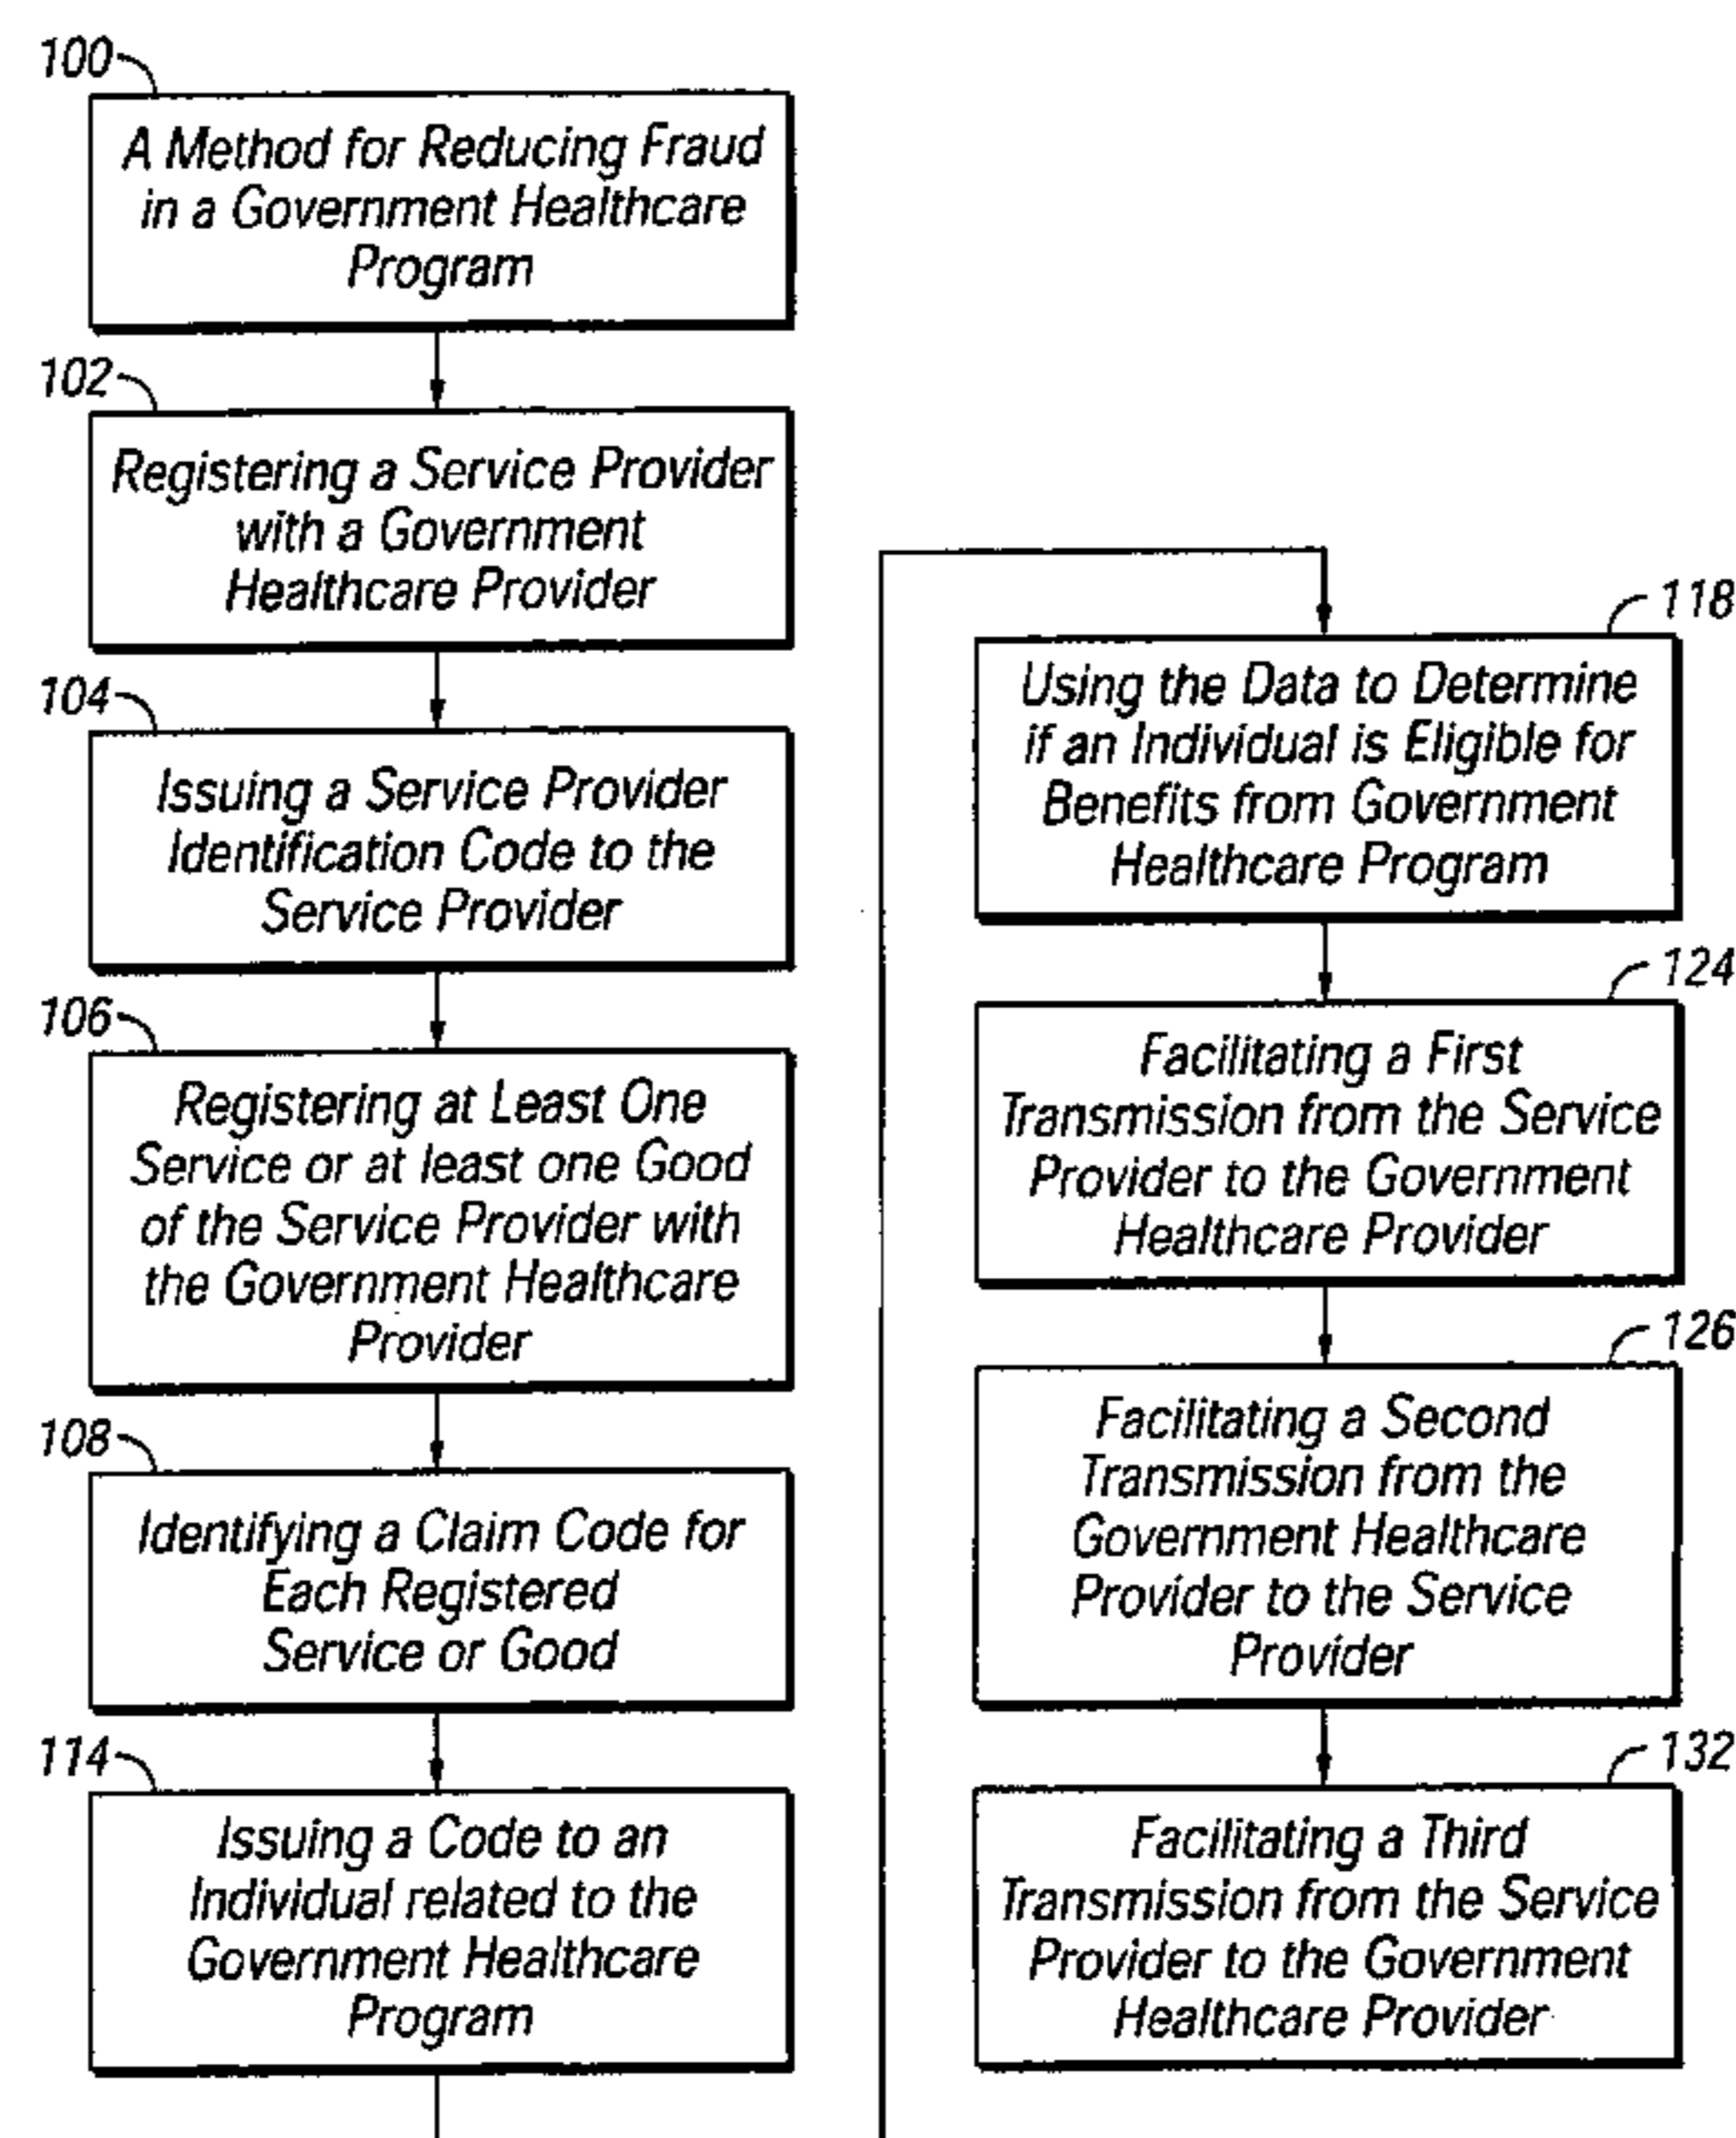 100
A Method for Reducing Fraud
in a Government Healthcare
Program
102
Registering a Service Provider
with a Government
Healthcare Provider
104
Issuing a Service Provider
Identification Code to the
Service Provider
106
Registering at Least One
Service or at least one Good
of the Service Provider with
the Government Healthcare
Provider
108
Identifying a Claim Code for
Each Registered
Service or Good
114
Issuing a Code to an
Individual related to the
Government Healthcare
Program
118
Using the Data to Determine
if an Individual is Eligible for
Benefits from Government
Healthcare Program
124
Facilitating a First
Transmission from the Service
Provider to the Government
Healthcare Provider
126
Facilitating a Second
Transmission from the
Government Healthcare
Provider to the Service
Provider
132
Facilitating a Third
Transmission from the Service
Provider to the Government
Healthcare Provider